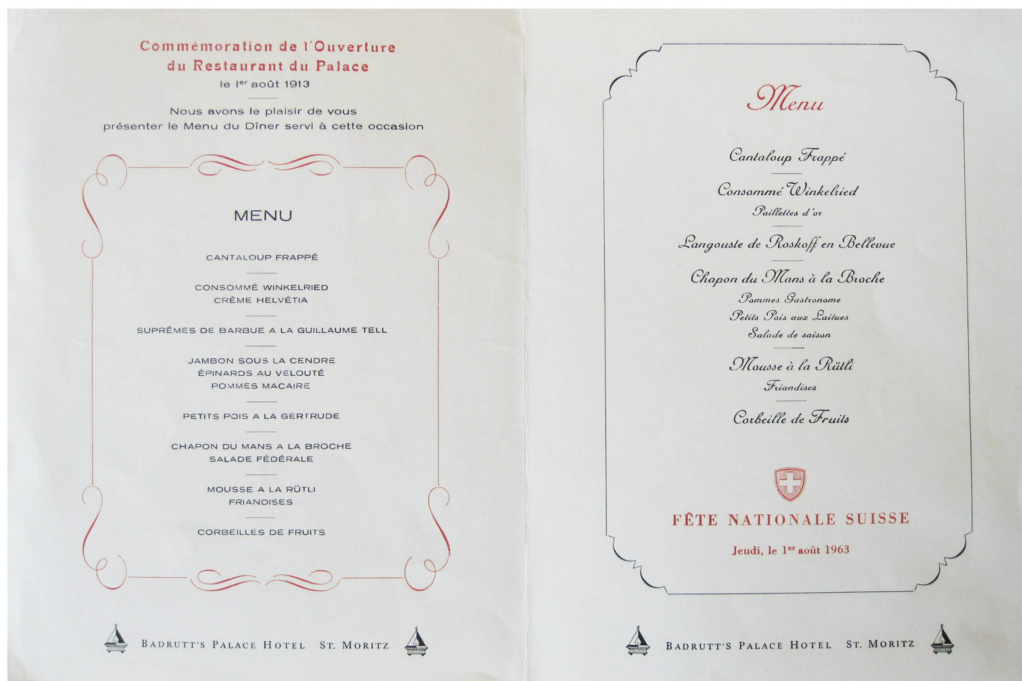 Commémoration de l'Ouverture
du Restaurant du Palace
le 1er août 1913
Nous avons le plaisir de vous
présenter le Menu du Dîner servi à cette occasion
MENU
CANTALOUP FRAPPÉ
CONSOMMÉ WINKELRIED
CRÈME HELVÉTIA
SUPRÊMES DE BARBUE A LA GUILLAUME TELL
JAMBON SOUS LA CENDRE
ÉPINARDS AU VELOUTÉ
POMMES MACAIRE
PETITS POIS A LA GERTRUDE
CHAPON DU MANS A LA BROCHE
SALADE FÉDÉRALE
MOUSSE A LA RÜTLI
FRIANDISES
CORBEILLES DE FRUITS
BADRUTT'S PALACE HOTEL ST. MORITZ
Menu
Cantaloup Frappé
Consommé Winkelried
Paillettes d'or
Langouste de Roskoff en Bellevue
Chapon du Mans à la Broche
Pommes Gastronome
Petits Pois aux Laitues
Salade de saison
Mousse à la Rütli
Friandises
Corbeille de Fruits
FÊTE NATIONALE SUISSE
Jeudi, le 1er août 1963
BADRUTT'S PALACE HOTEL ST. MORITZ